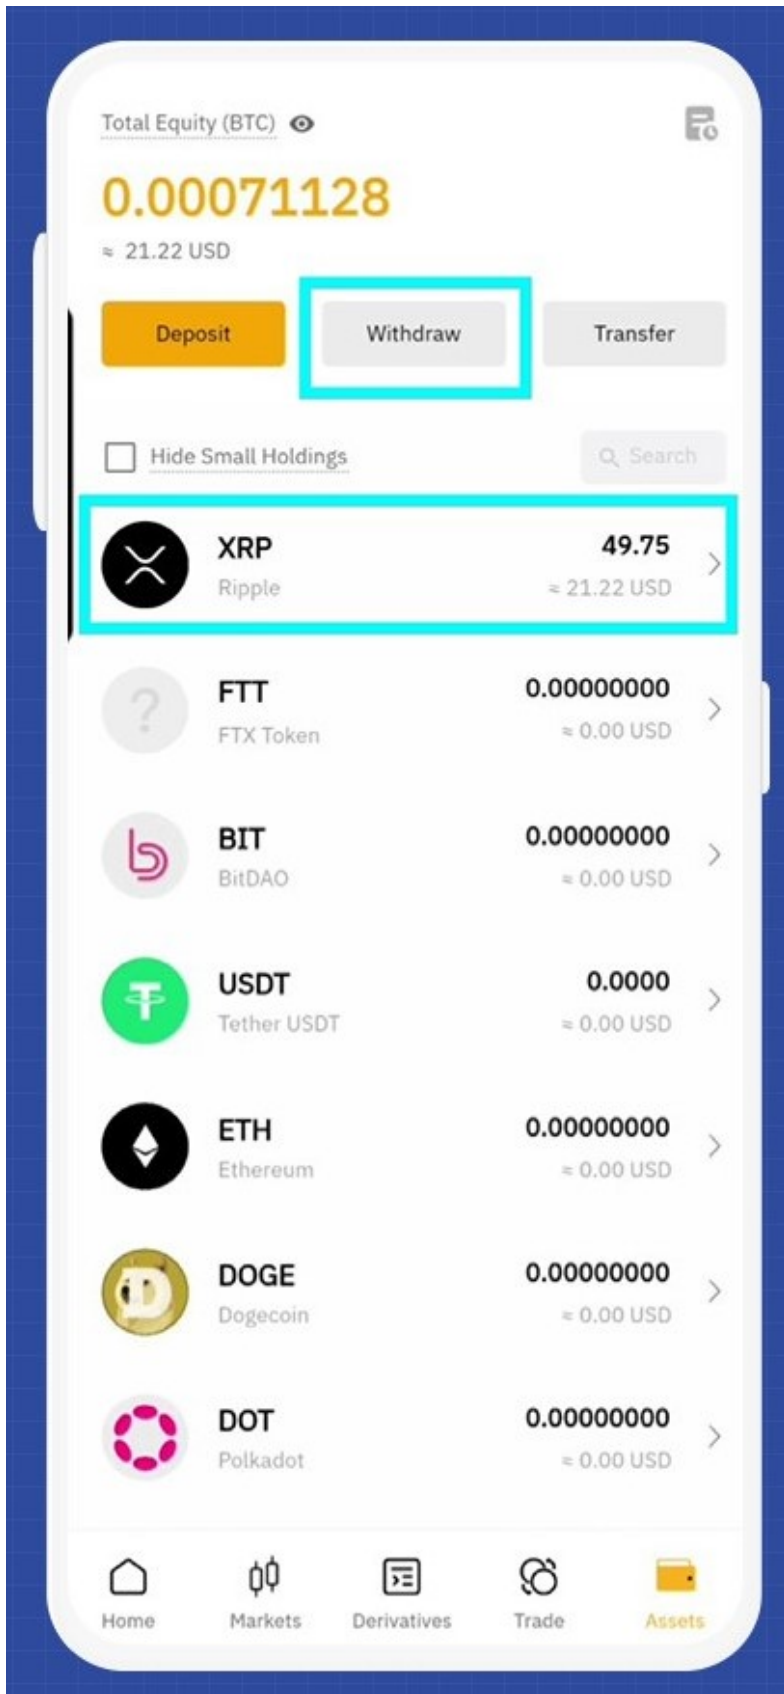 Total Equity (BTC)
0.00071128
≈ 21.22 USD
Deposit Withdraw Transfer
Hide Small Holdings Search
XRP 49.75
Ripple ≈ 21.22 USD
FTT 0.00000000
FTX Token ≈ 0.00 USD
BIT 0.00000000
BitDAO ≈ 0.00 USD
USDT 0.0000
Tether USDT ≈ 0.00 USD
ETH 0.00000000
Ethereum ≈ 0.00 USD
DOGE 0.00000000
Dogecoin ≈ 0.00 USD
DOT 0.00000000
Polkadot ≈ 0.00 USD
Home Markets Derivatives Trade Assets